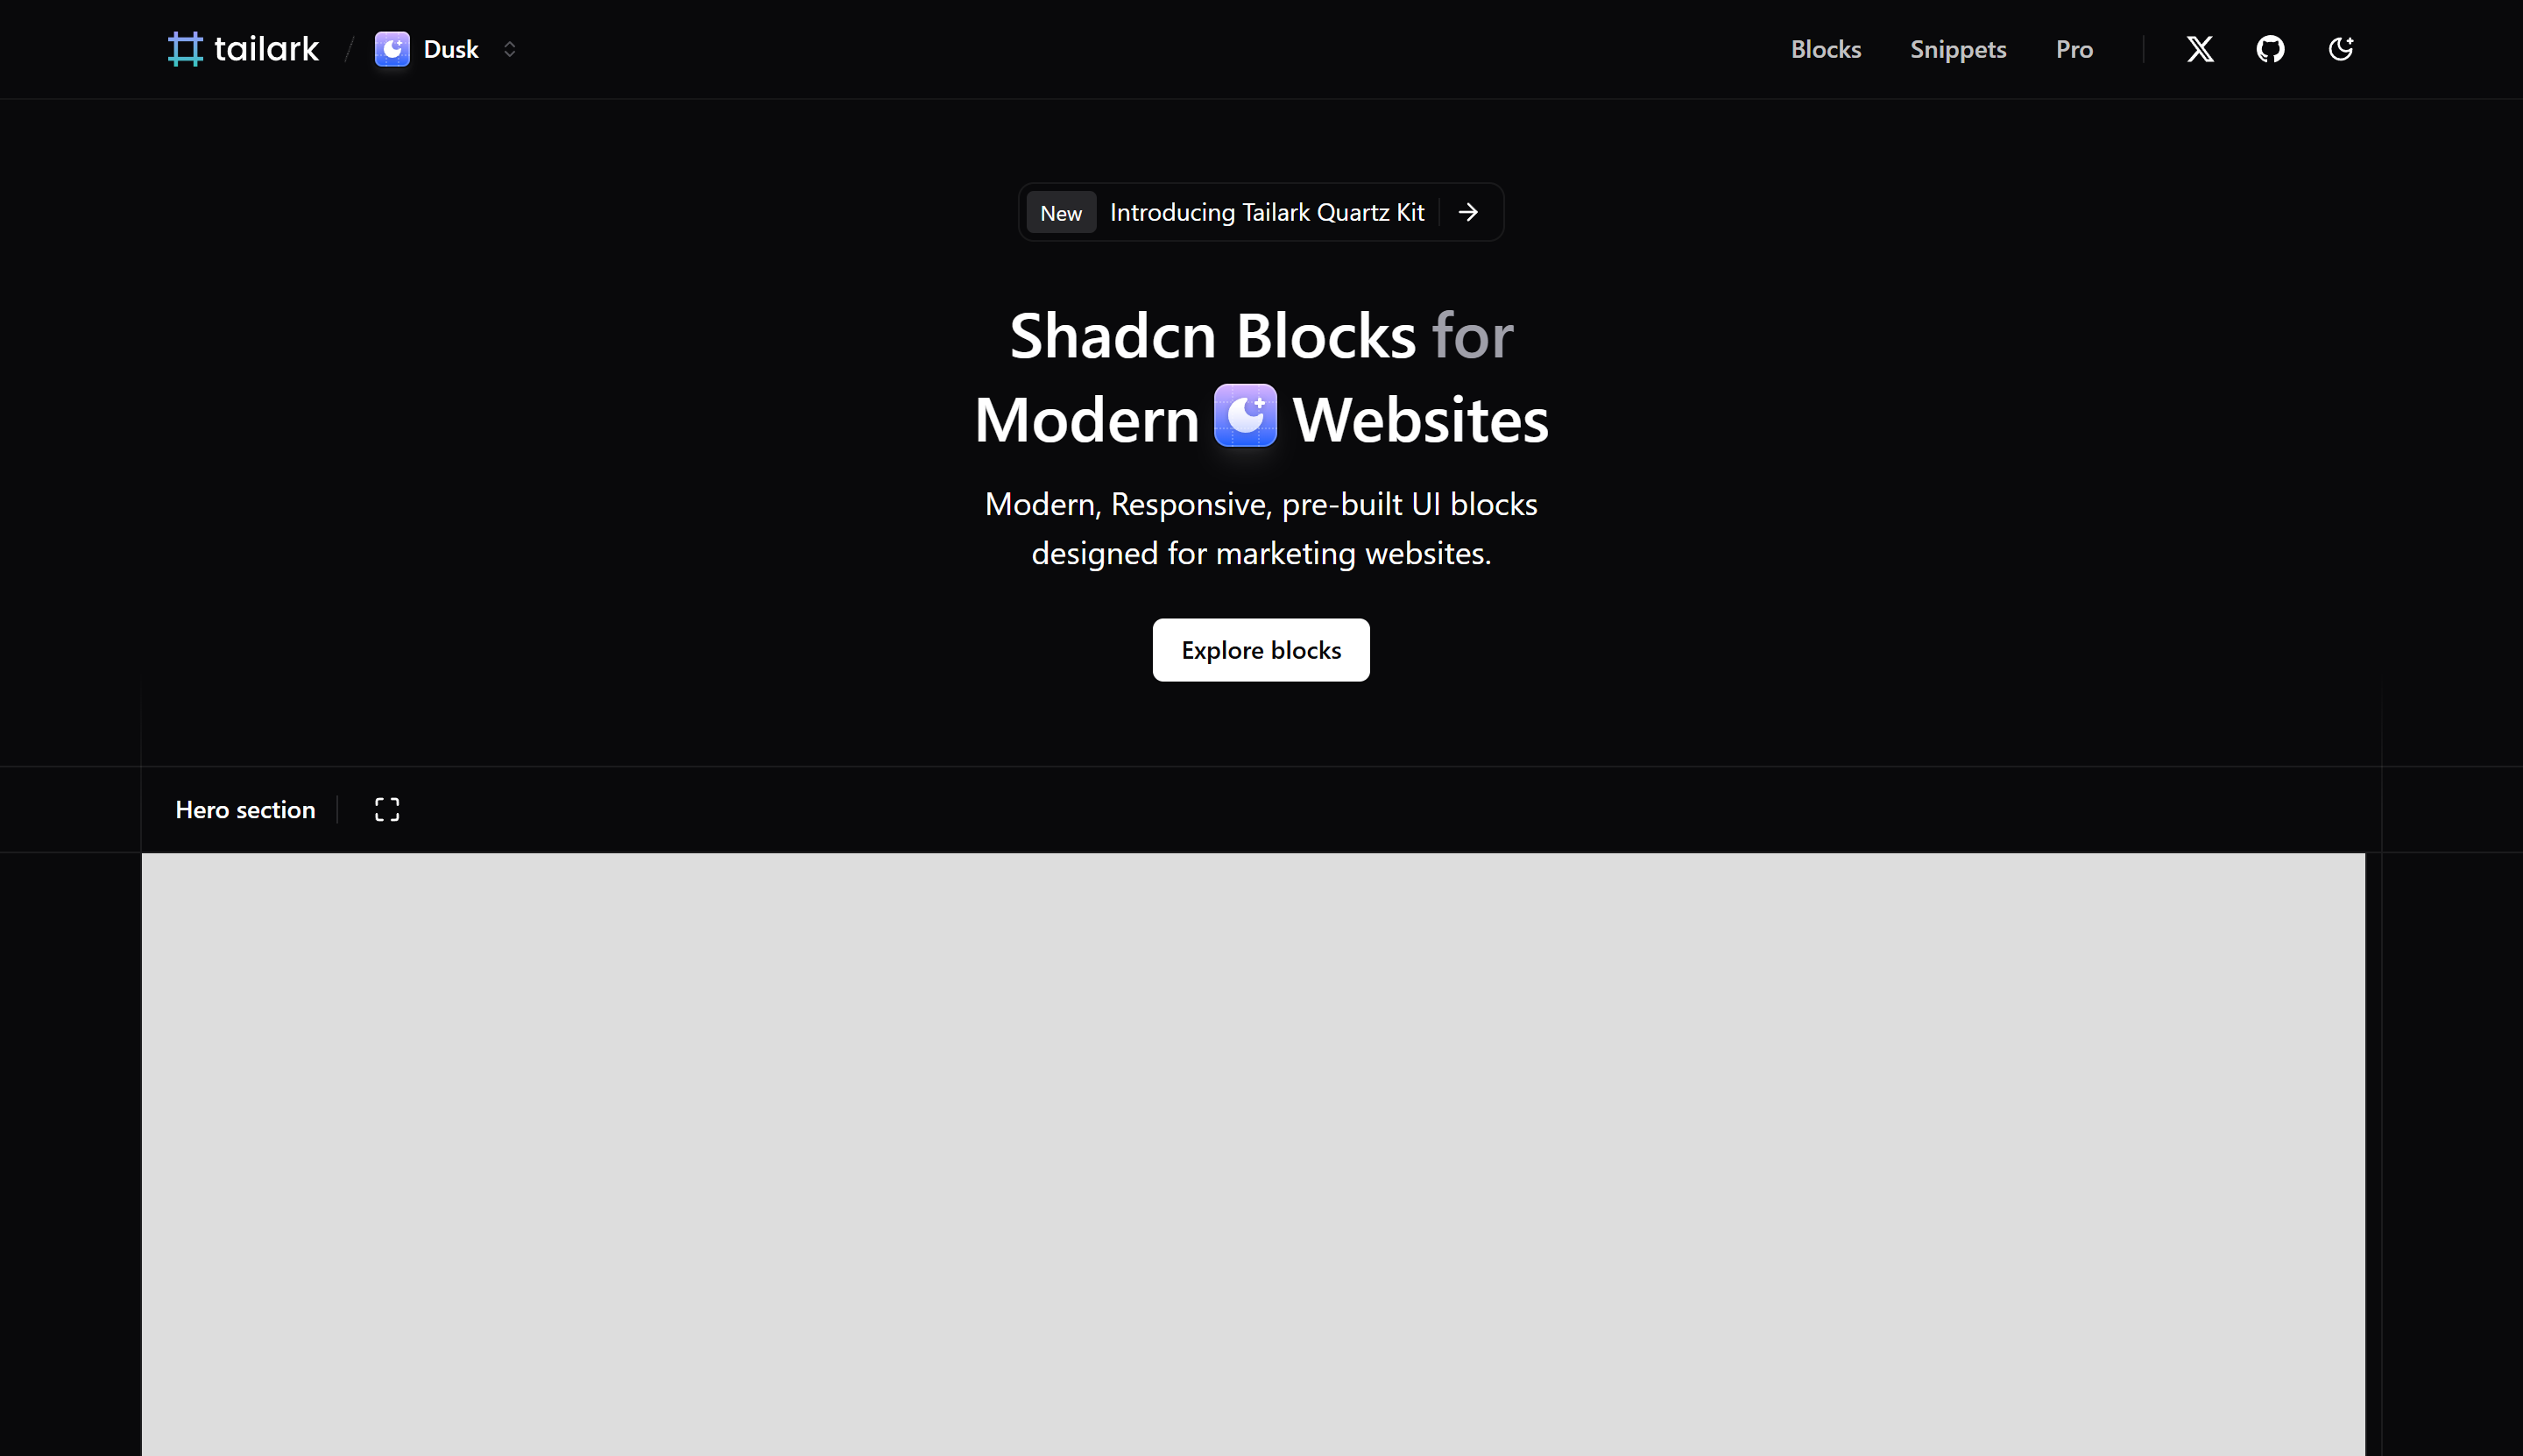 tailark / Dusk Blocks Snippets Pro
New Introducing Tailark Quartz Kit
Shadcn Blocks for
Modern Websites
Modern, Responsive, pre-built UI blocks
designed for marketing websites.
Explore blocks
Hero section